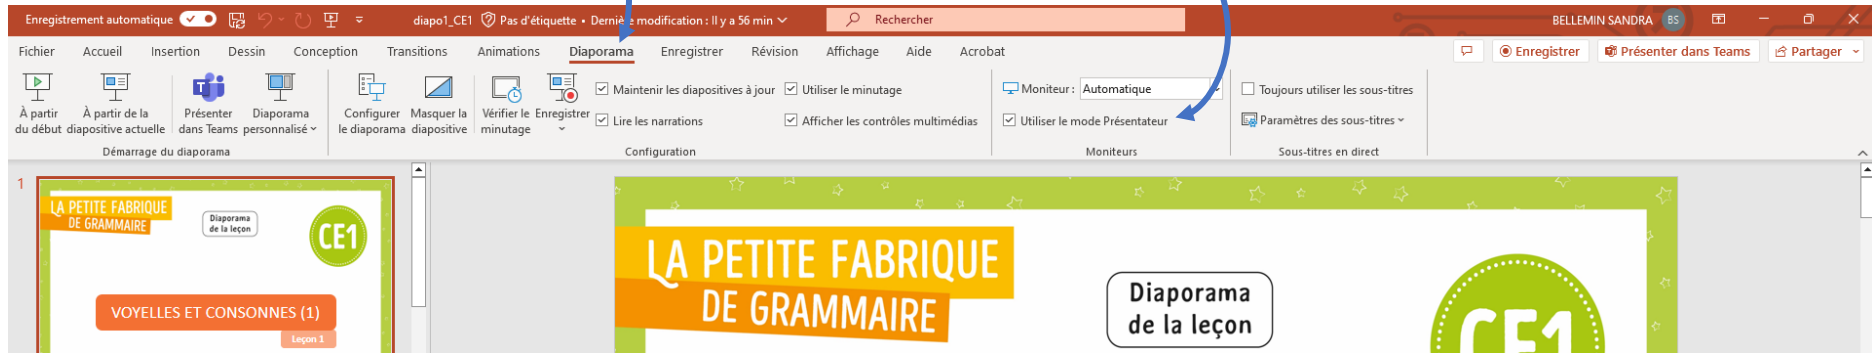 Enregistrement automatique
diapo1_CE1 Pas d'étiquette • Dernière modification : Il y a 56 min
Rechercher
BELLEMIN SANDRA BS
Fichier Accueil Insertion Dessin Conception Transitions Animations Diaporama Enregistrer Révision Affichage Aide Acrobat
Enregistrer Présenter dans Teams Partager
À partir du début
À partir de la diapositive actuelle
Présenter dans Teams
Diaporama personnalisé
Démarrage du diaporama
Configurer le diaporama
Masquer la diapositive
Vérifier le minutage
Enregistrer
Maintenir les diapositives à jour
Lire les narrations
Utiliser le minutage
Afficher les contrôles multimédias
Configuration
Moniteur : Automatique
Utiliser le mode Présentateur
Moniteurs
Toujours utiliser les sous-titres
Paramètres des sous-titres
Sous-titres en direct
1
LA PETITE FABRIQUE
DE GRAMMAIRE
Diaporama
de la leçon
CE1
VOYELLES ET CONSONNES (1)
Leçon 1
LA PETITE FABRIQUE
DE GRAMMAIRE
Diaporama
de la leçon
CE1